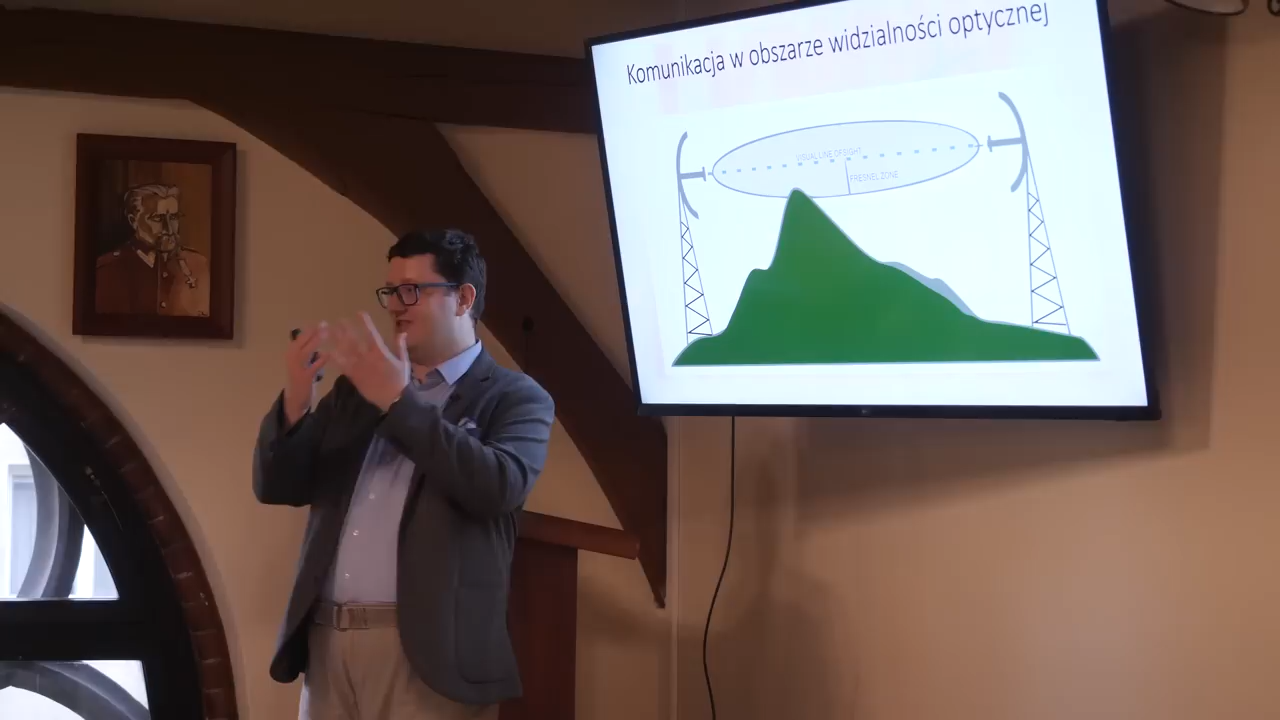 Komunikacja w obszarze widzialności optycznej
VISUAL LINE OF SIGHT
FRESNEL ZONE